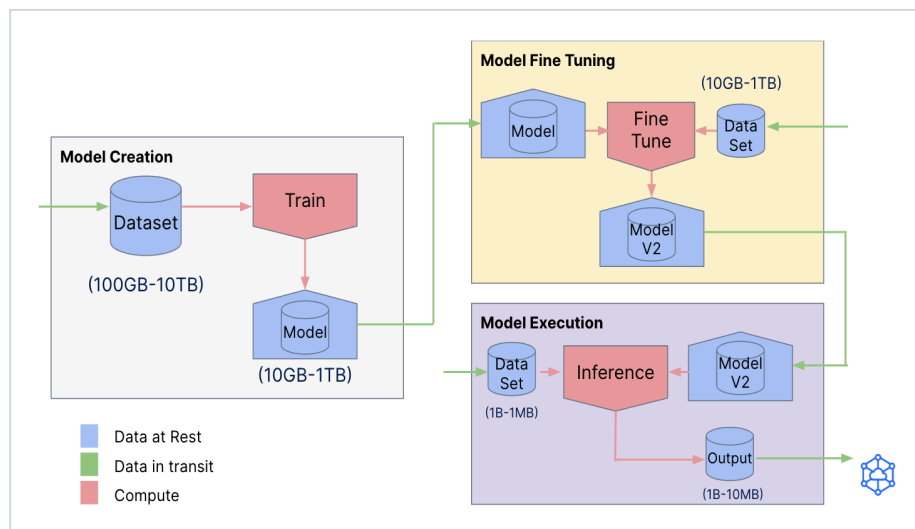 Model Creation
Dataset
(100GB-10TB)
Train
Model
(10GB-1TB)
Model Fine Tuning
(10GB-1TB)
Model
Fine
Tune
Data
Set
Model
V2
Model Execution
Data
Set
(1B-1MB)
Inference
Model
V2
Output
(1B-10MB)
Data at Rest
Data in transit
Compute